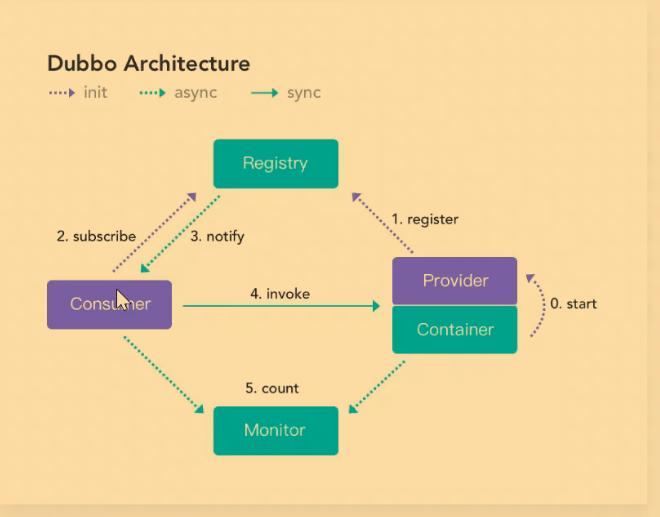 Dubbo Architecture
init async sync
Registry
1. register
2. subscribe 3. notify
Provider
Consumer 4. invoke 0. start
Container
5. count
Monitor